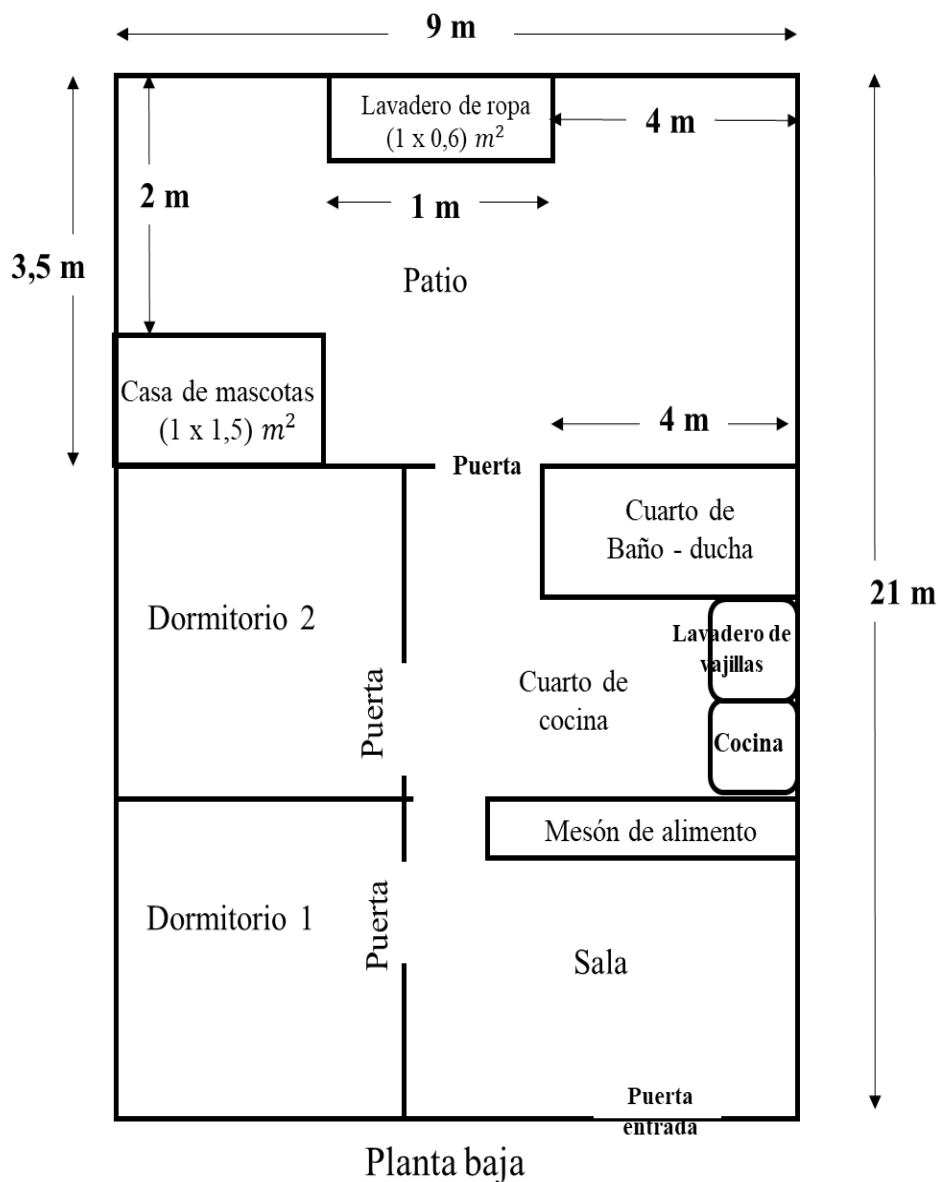 9 m
Lavadero de ropa
(1 x 0,6) m²
4 m
2 m
1 m
3,5 m
Patio
Casa de mascotas
(1 x 1,5) m²
4 m
Puerta
Cuarto de
Baño - ducha
21 m
Dormitorio 2
Lavadero de
vajillas
Puerta
Cuarto de
cocina
Cocina
Mesón de alimento
Dormitorio 1
Puerta
Sala
Puerta
entrada
Planta baja